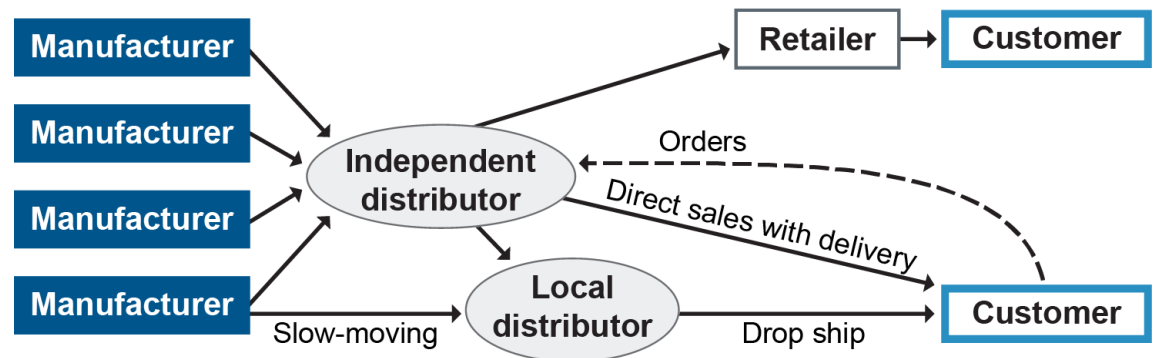 Manufacturer
Retailer
Customer
Manufacturer
Orders
Independent
distributor
Manufacturer
Direct sales with delivery
Manufacturer
Local
distributor
Slow-moving
Drop ship
Customer